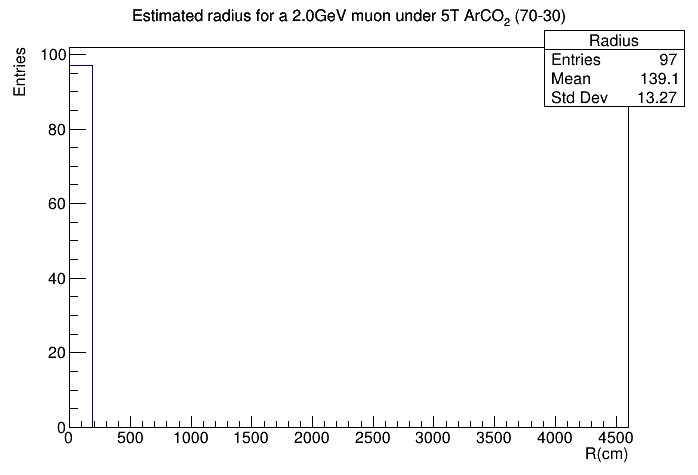 Estimated radius for a 2.0GeV muon under 5T ArCO₂ (70-30)
Radius
Entries 97
Mean 139.1
Std Dev 13.27
Entries
100
80
60
40
20
0
0 500 1000 1500 2000 2500 3000 3500 4000 4500
R(cm)